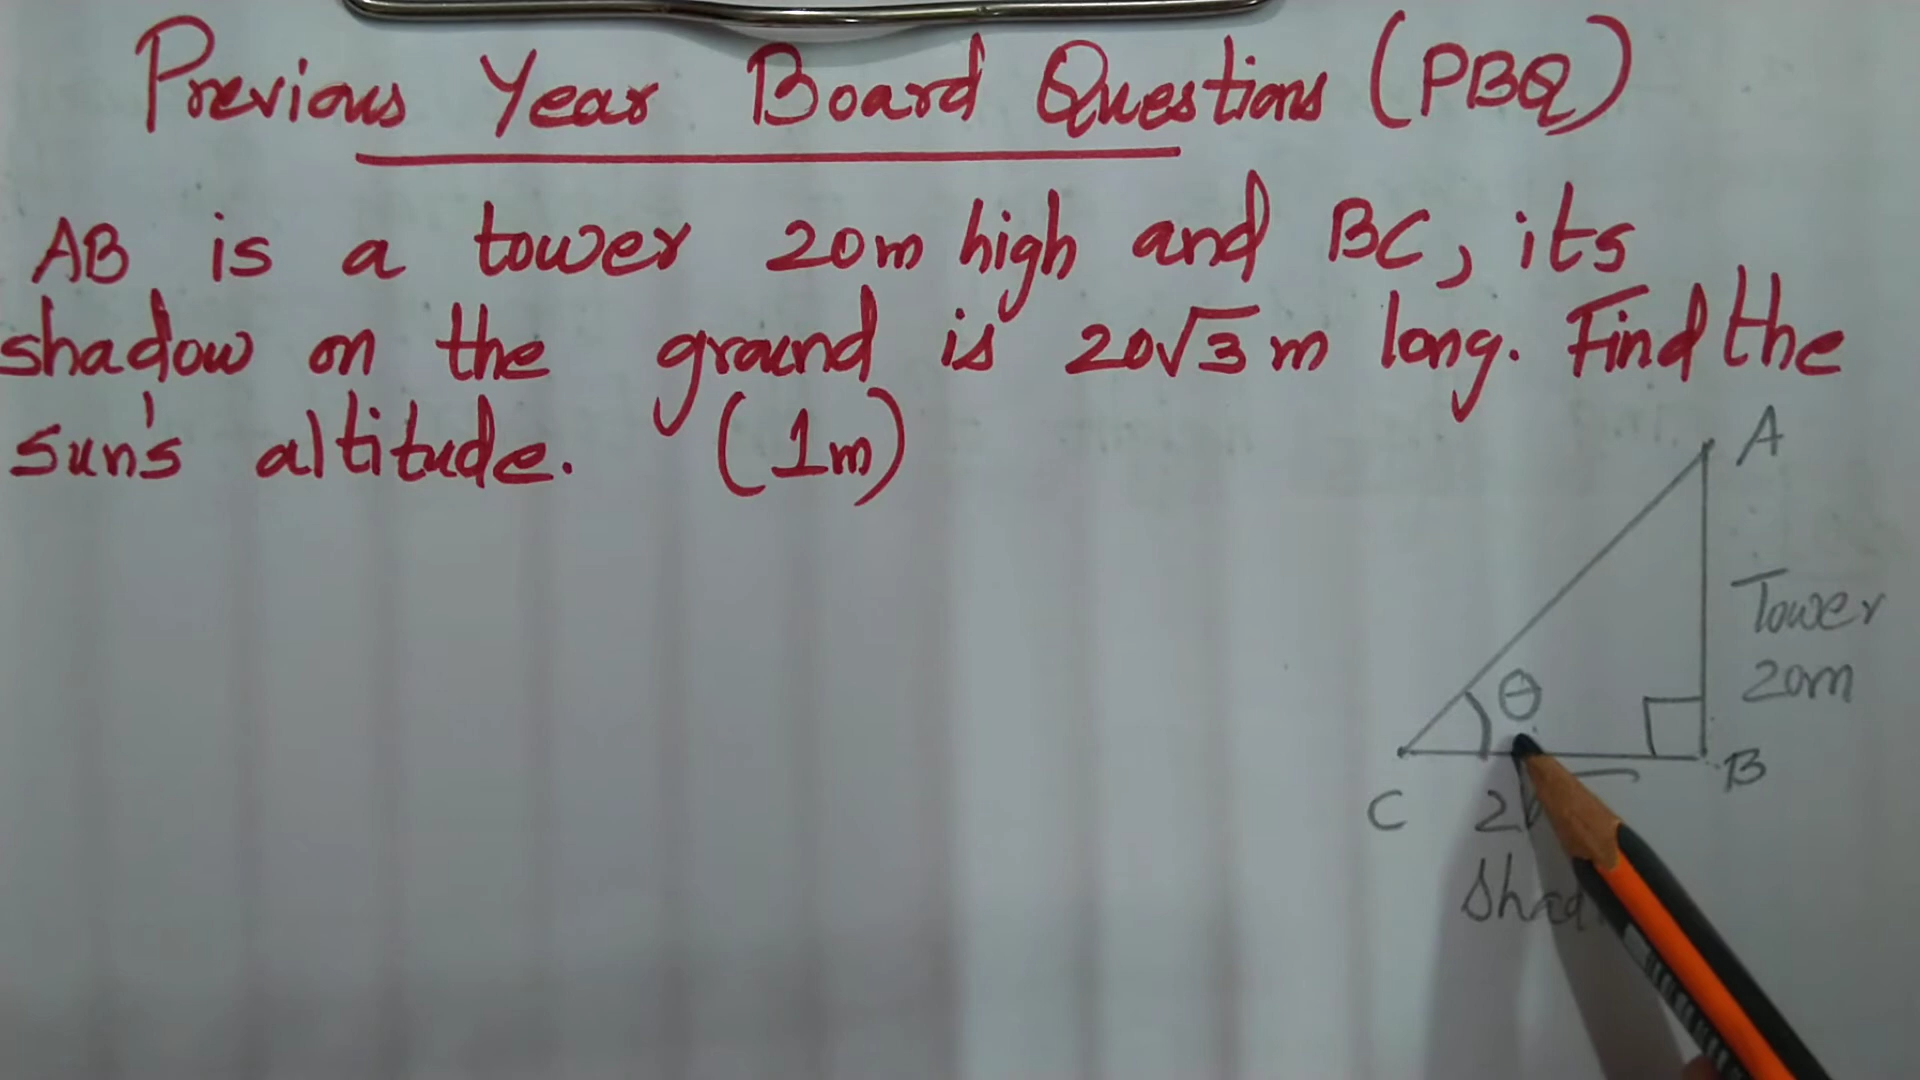 Previous Year Board Questions (PBQ)
AB is a tower 20m high and BC, its
shadow on the ground is 20√3 m long. Find the
sun's altitude. (1m)
A
Tower
20m
θ
B
C